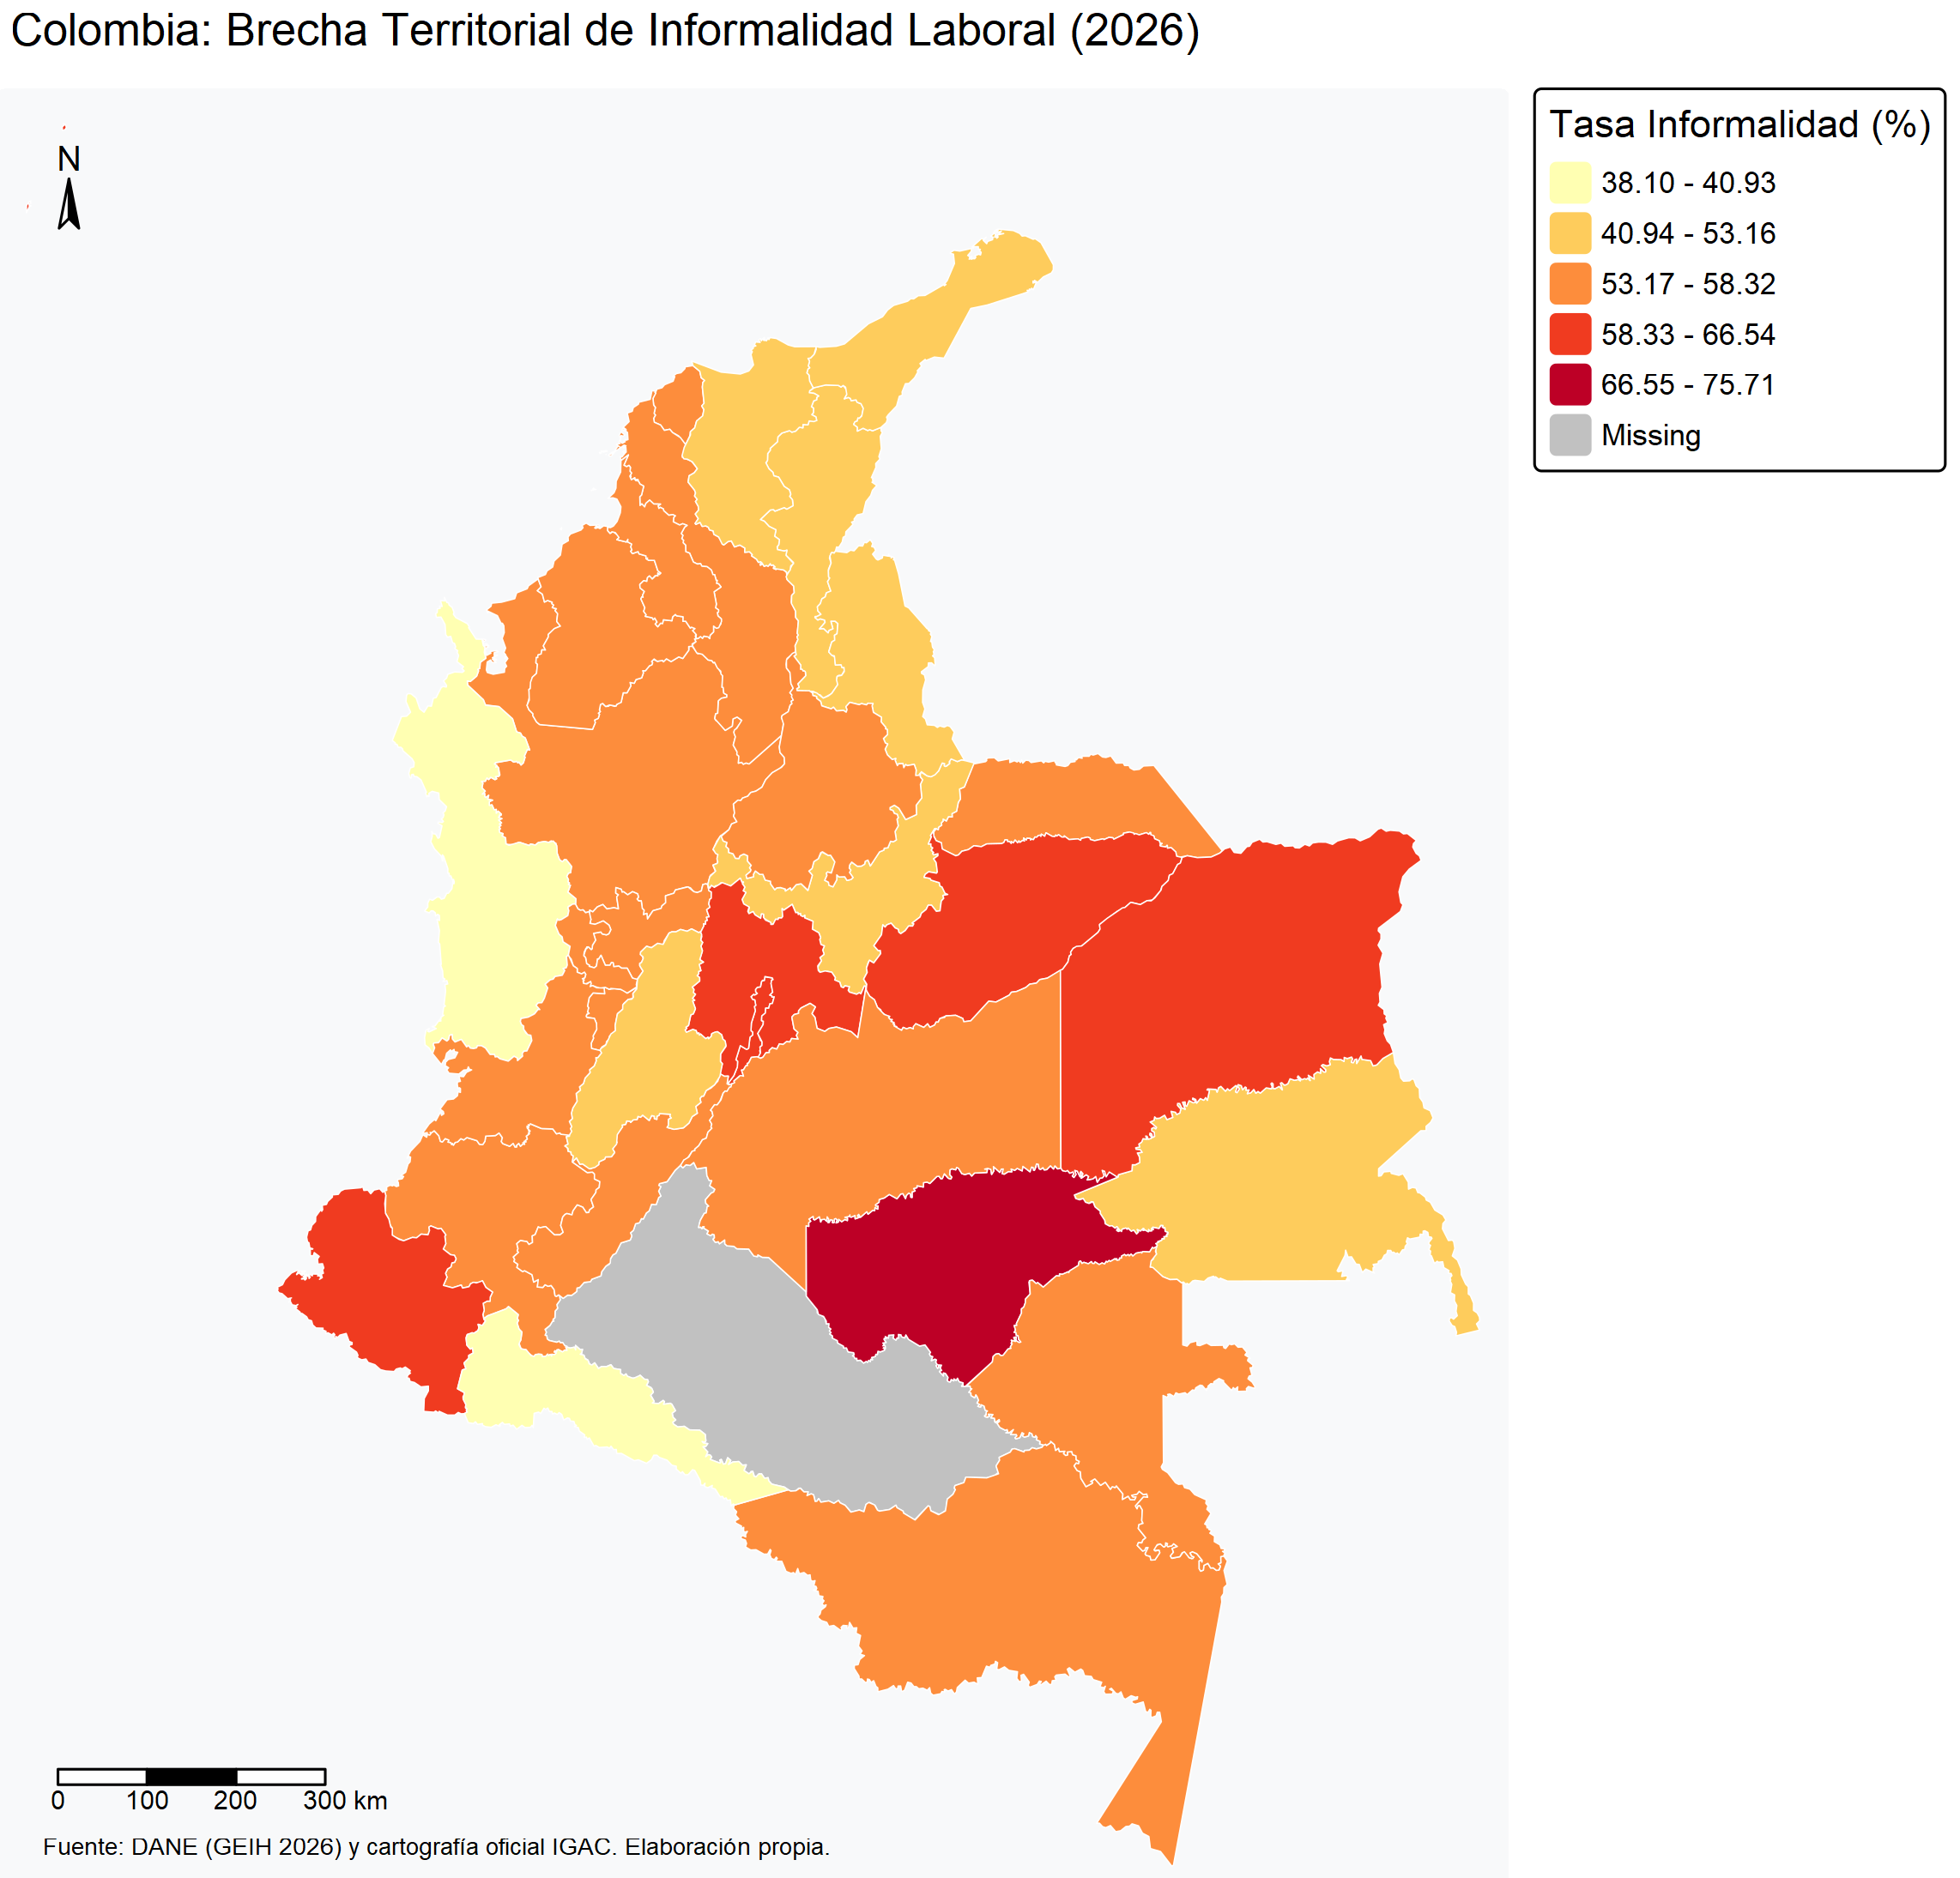 Colombia: Brecha Territorial de Informalidad Laboral (2026)
N
Tasa Informalidad (%)
38.10 - 40.93
40.94 - 53.16
53.17 - 58.32
58.33 - 66.54
66.55 - 75.71
Missing
0 100 200 300 km
Fuente: DANE (GEIH 2026) y cartografía oficial IGAC. Elaboración propia.